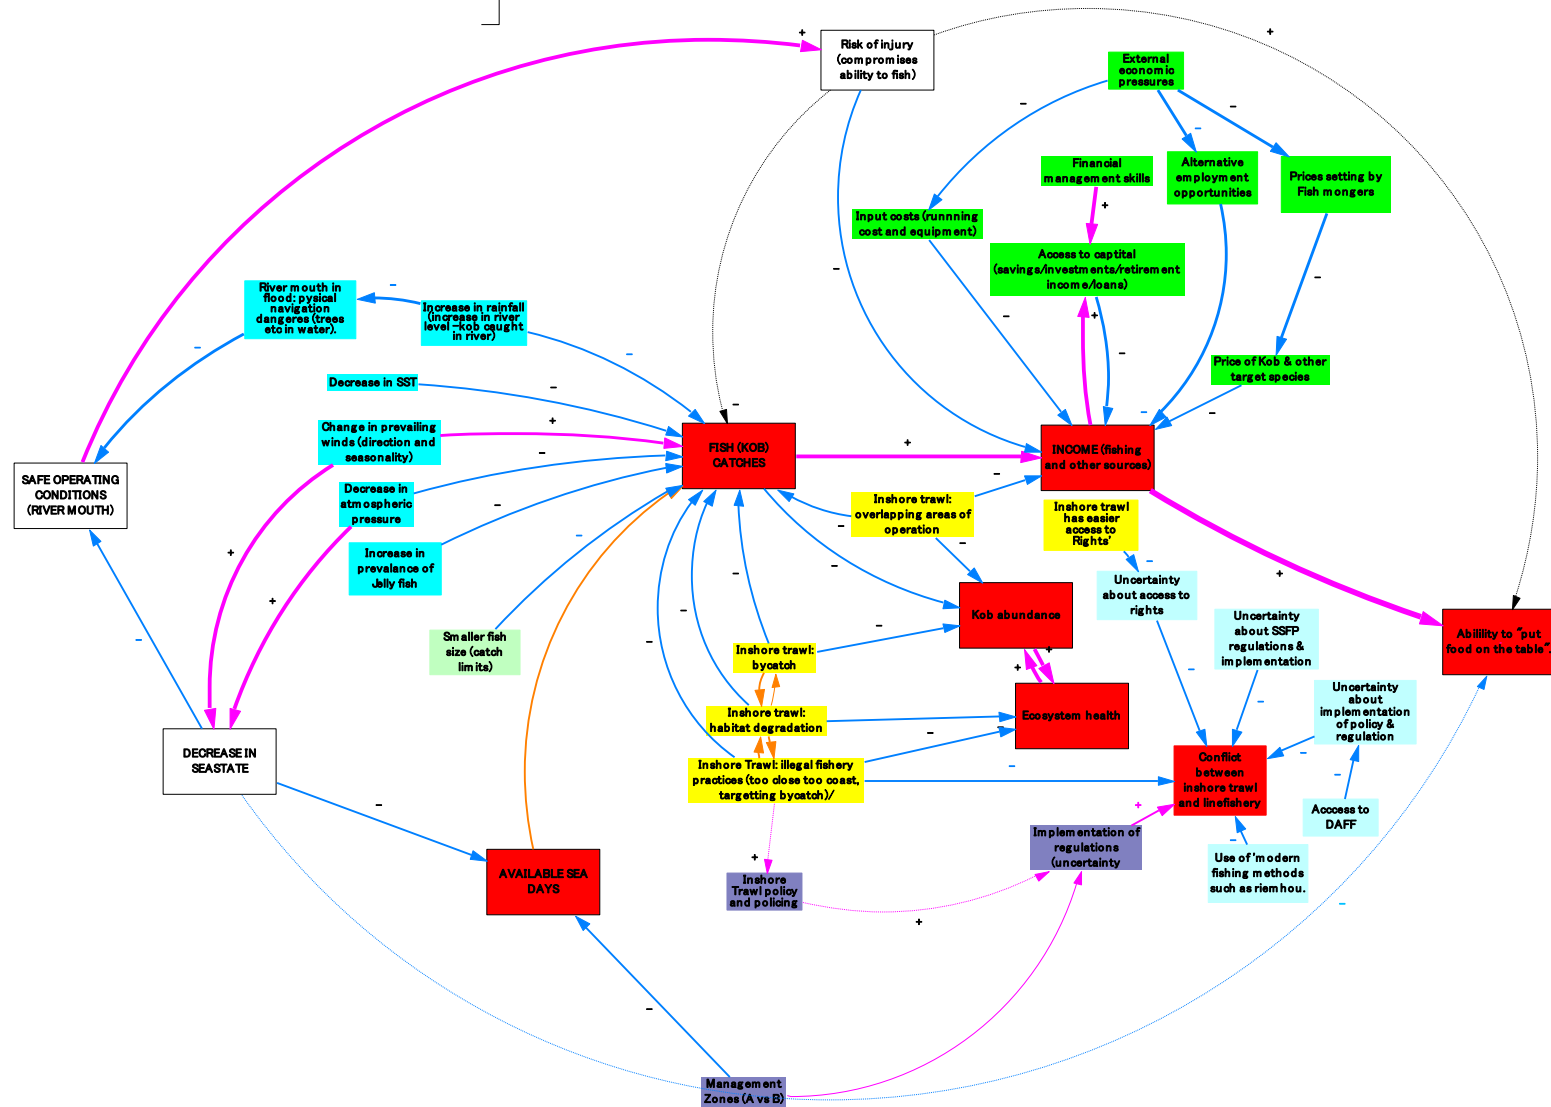 Risk of injury
(compromises
ability to fish)
External
economic
pressures
Financial
management skills
Alternative
employment
opportunities
Prices setting by
Fish mongers
Input costs (runnning
cost and equipment)
Access to captital
(savings/investments/retirement
income/loans)
River mouth in
flood: pysical
navigation
dangeres (trees
etc in water).
Increase in rainfall
(increase in river
level -kob caught
in river)
Price of Kob & other
target species
Decrease in SST
Change in prevailing
winds (direction and
seasonality)
FISH (KOB)
CATCHES
INCOME (fishing
and other sources)
SAFE OPERATING
CONDITIONS
(RIVER MOUTH)
Decrease in
atmospheric
pressure
Inshore trawl:
overlapping areas of
operation
Inshore trawl
has easier
access to
Rights'
Increase in
prevalance of
Jelly fish
Uncertainty
about access to
rights
Kob abundance
Uncertainty
about SSFP
regulations &
implementation
Abilility to "put
food on the table".
Smaller fish
size (catch
limits)
Inshore trawl:
bycatch
Uncertainty
about
implementation
of policy &
regulation
Inshore trawl:
habitat degradation
Ecosystem health
DECREASE IN
SEASTATE
Inshore Trawl: illegal fishery
practices (too close too coast,
targetting bycatch)/
Conflict
between
inshore trawl
and linefishery
Acccess to
DAFF
Implementation of
regulations
(uncertainty
Use of 'modern
fishing methods
such as riemhou.
AVAILABLE SEA
DAYS
Inshore
Trawl policy
and policing
Management
Zones (A vs B)